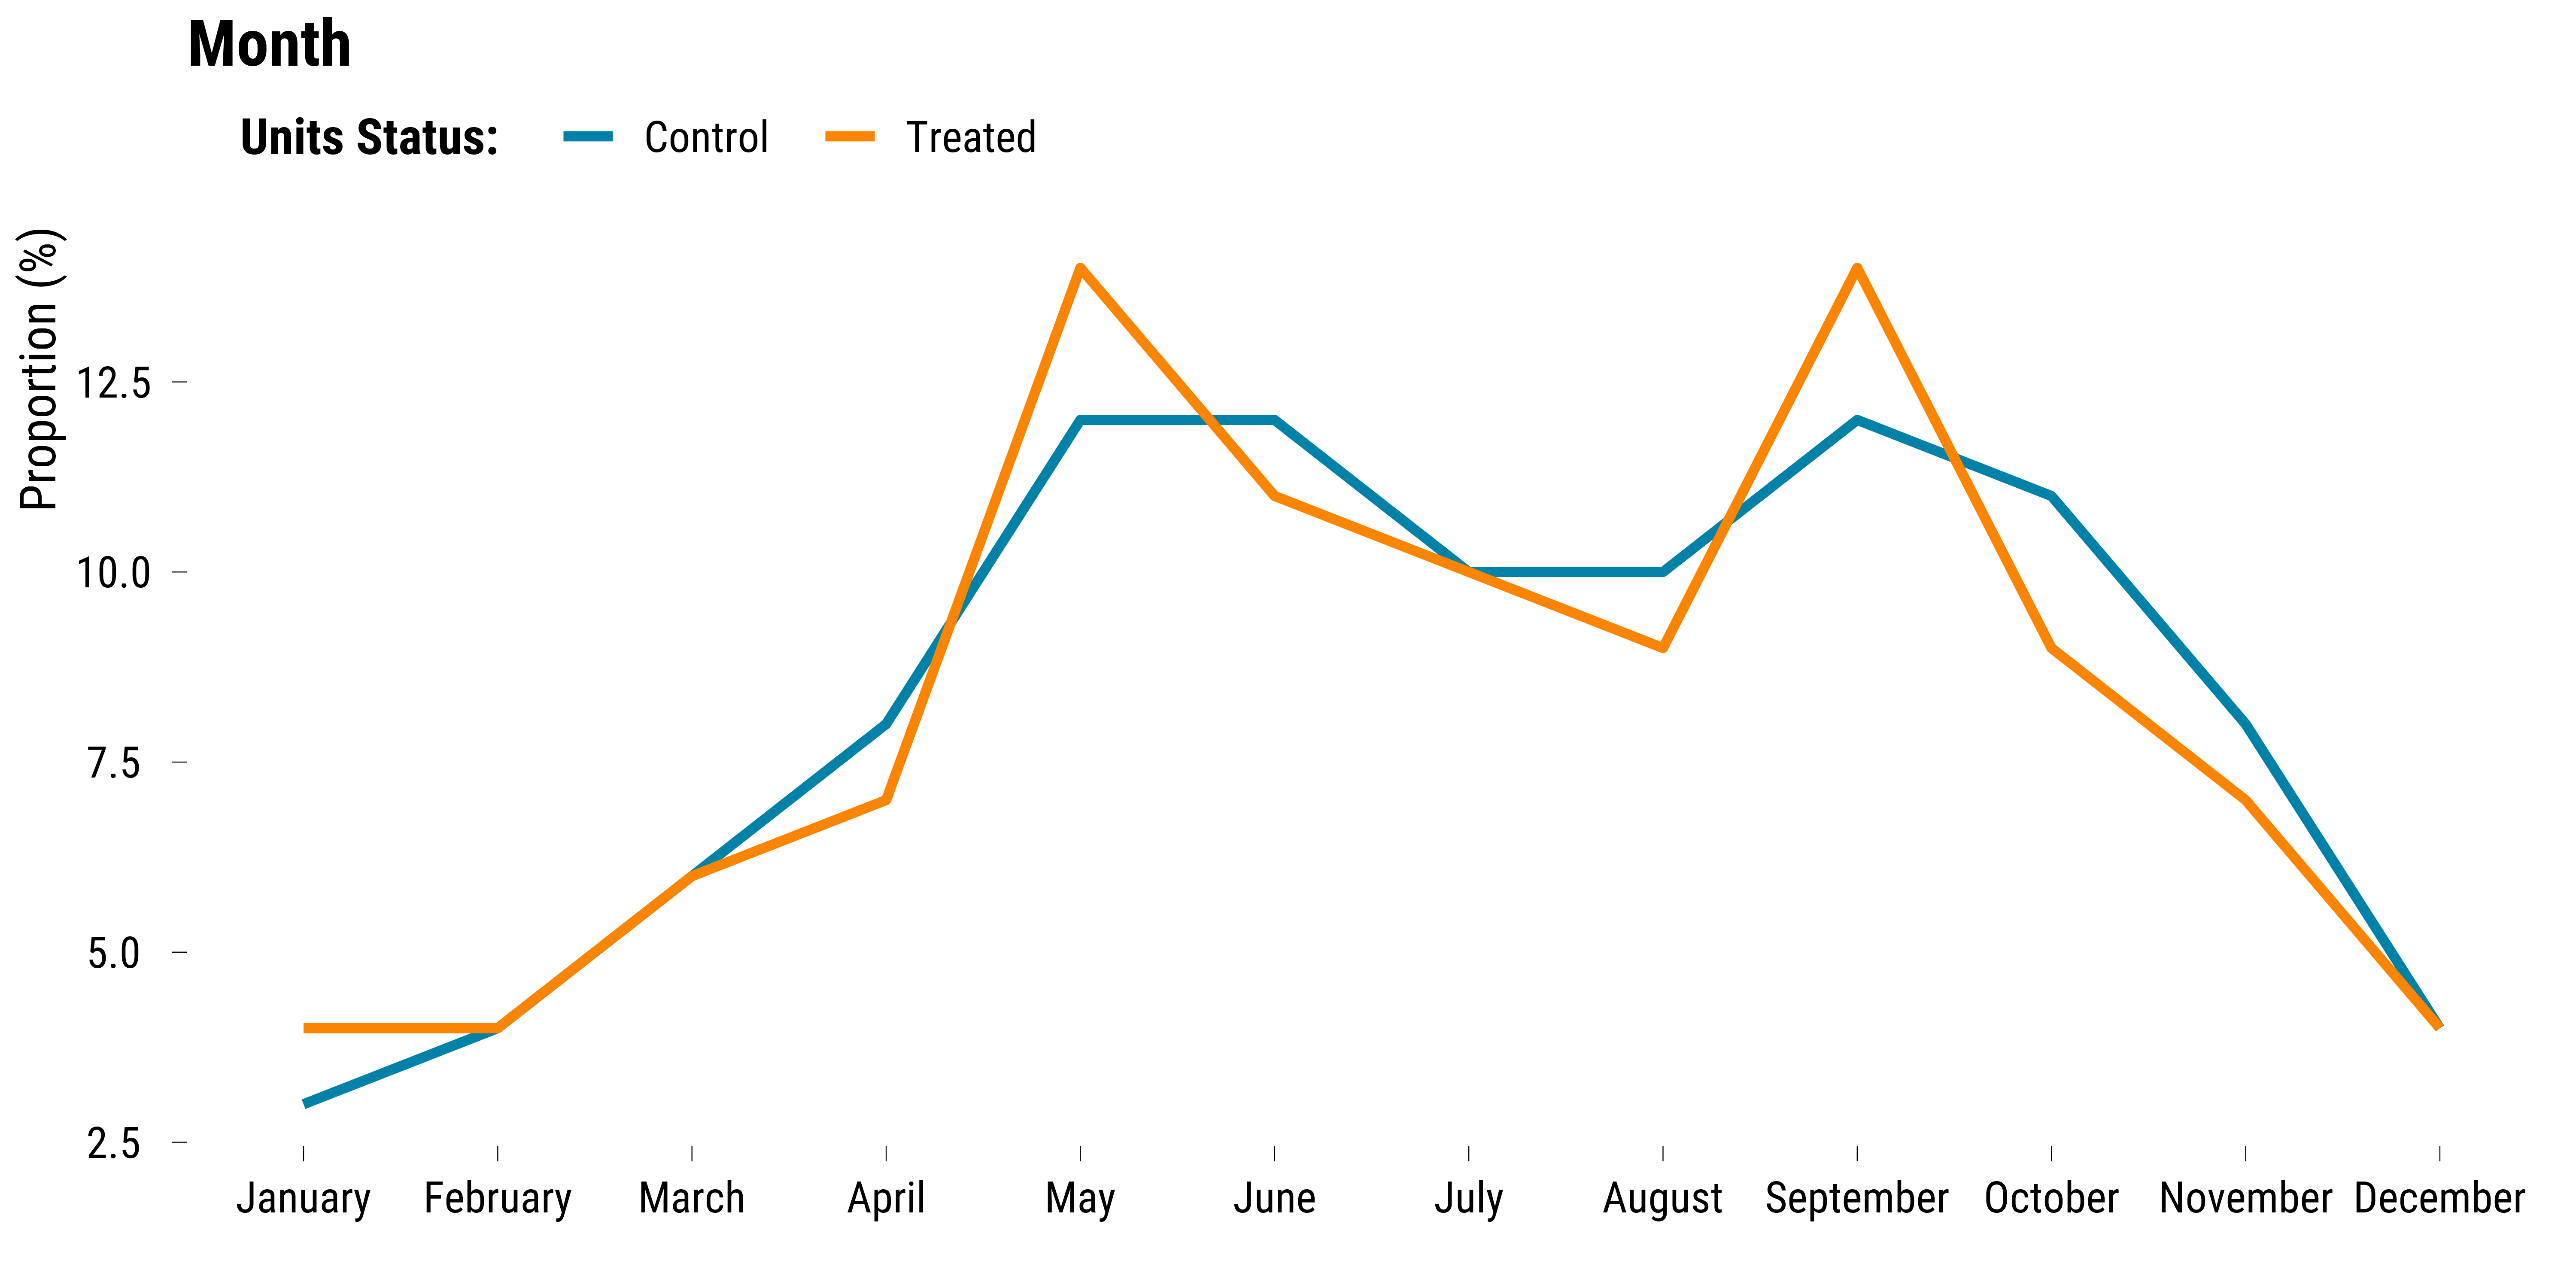 Month
Units Status: Control Treated
Proportion (%)
12.5
10.0
7.5
5.0
2.5
January February March April May June July August September October November December